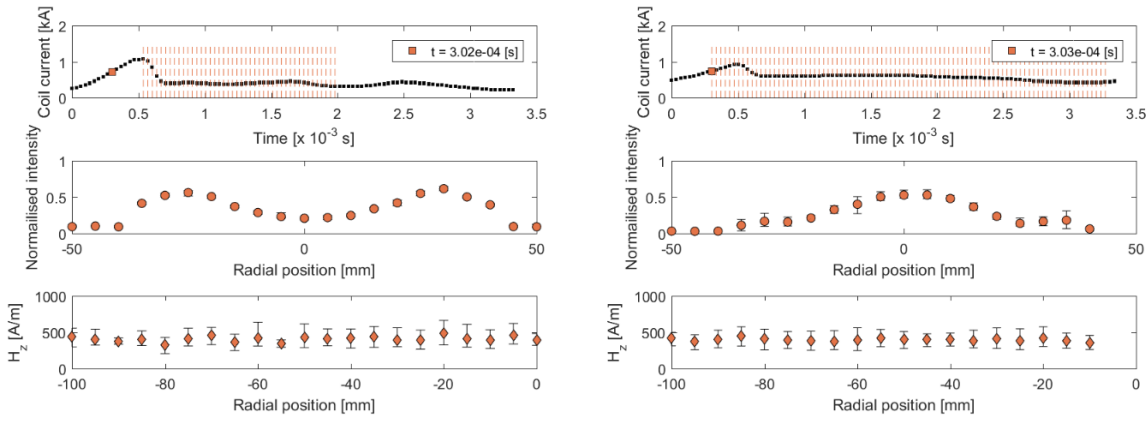 Coil current [kA]
2
1
0
t = 3.02e-04 [s]
0 0.5 1 1.5 2 2.5 3 3.5
Time [x 10-3 s]
Normailised intensity
1
0.5
0
-50 0 50
Radial position [mm]
Hz [A/m]
1000
500
0
-100 -80 -60 -40 -20 0
Radial position [mm]
Coil current [kA]
2
1
0
t = 3.03e-04 [s]
0 0.5 1 1.5 2 2.5 3 3.5
Time [x 10-3 s]
Normailised intensity
1
0.5
0
-50 0 50
Radial position [mm]
Hz [A/m]
1000
500
0
-100 -80 -60 -40 -20 0
Radial position [mm]